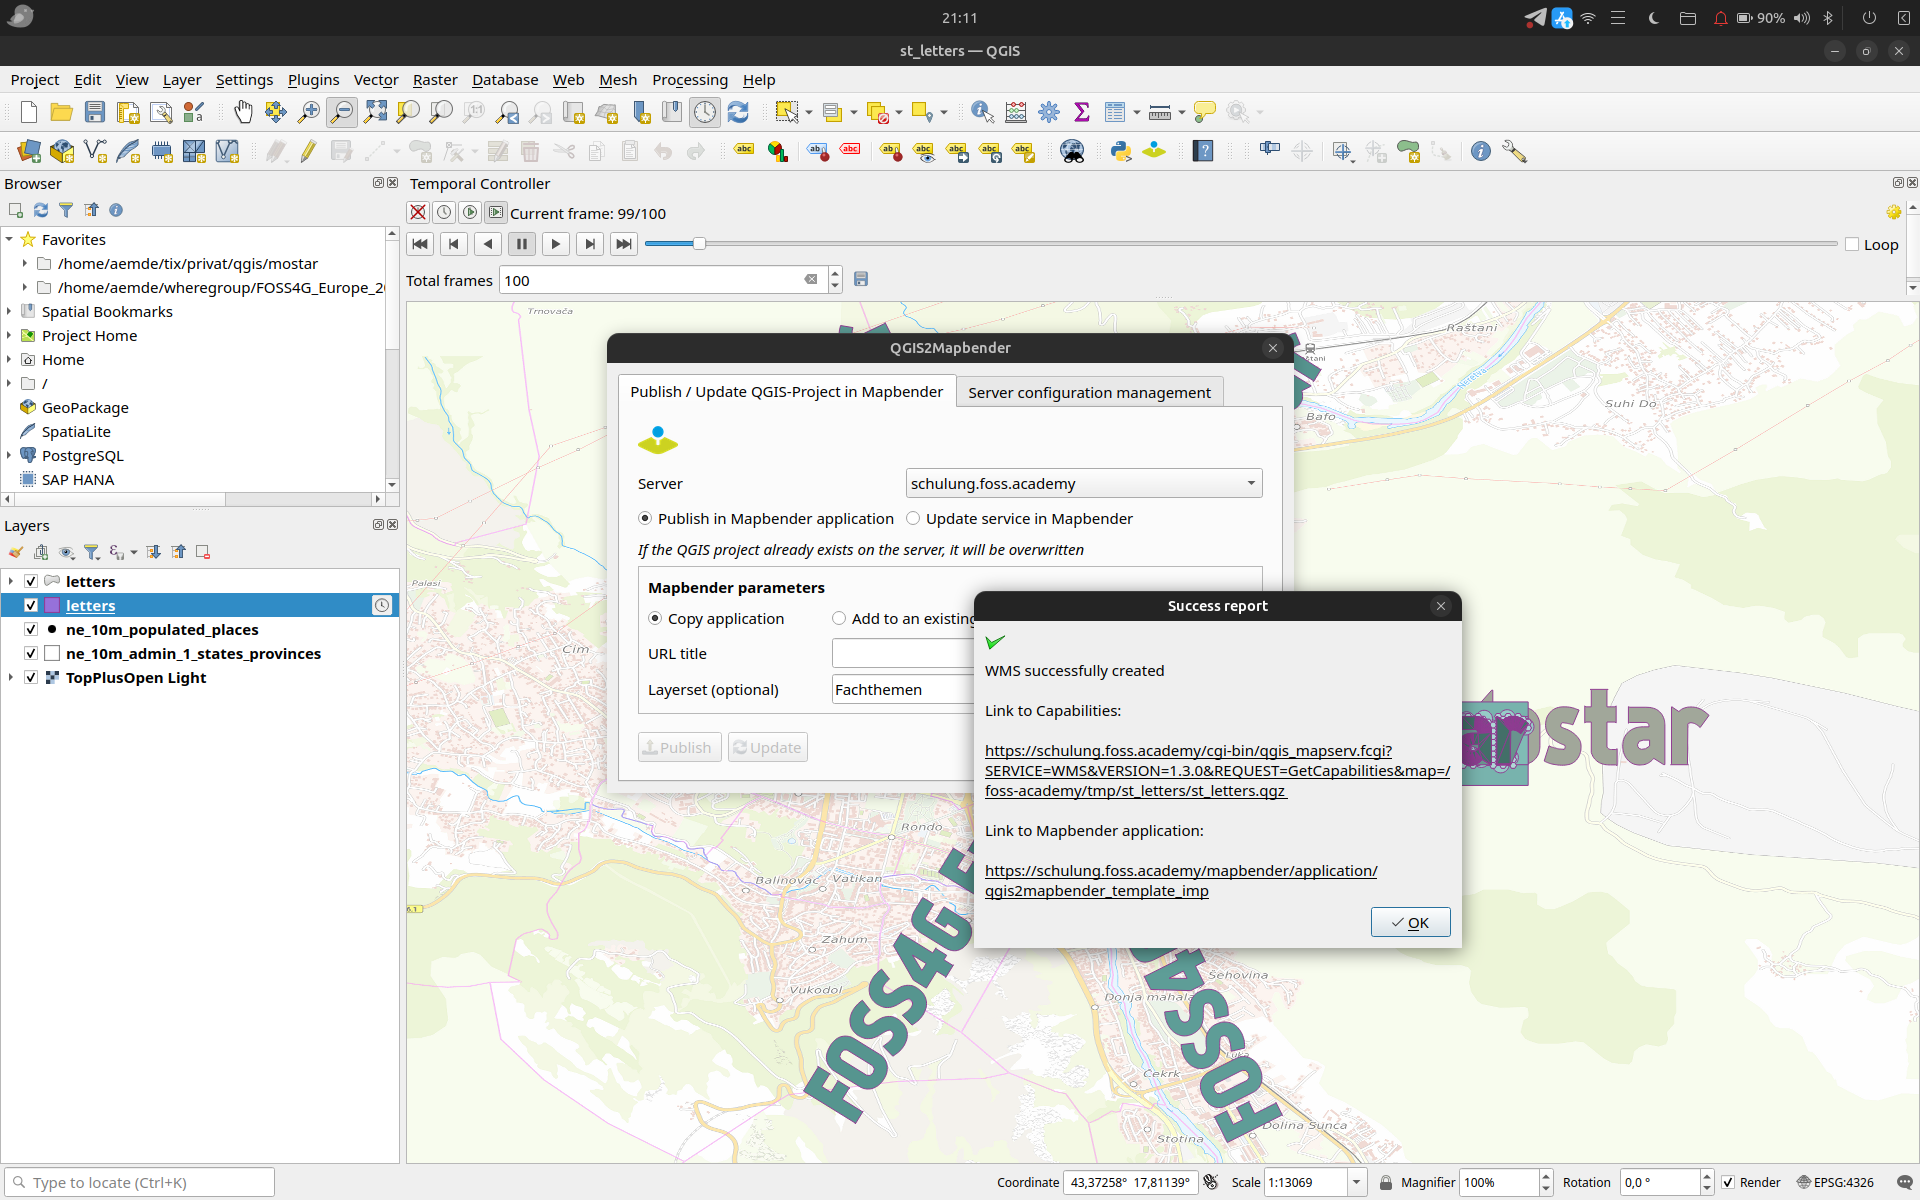 21:11
90%
st_letters — QGIS
Project Edit View Layer Settings Plugins Vector Raster Database Web Mesh Processing Help
Browser
Favorites
/home/aemde/tix/privat/qgis/mostar
/home/aemde/wheregroup/FOSS4G_Europe_20
Spatial Bookmarks
Project Home
Home
/
GeoPackage
SpatiaLite
PostgreSQL
SAP HANA
Layers
letters
letters
ne_10m_populated_places
ne_10m_admin_1_states_provinces
TopPlusOpen Light
Temporal Controller
Current frame: 99/100
Loop
Total frames 100
QGIS2Mapbender
Publish / Update QGIS-Project in Mapbender
Server configuration management
Server schulung.foss.academy
Publish in Mapbender application Update service in Mapbender
If the QGIS project already exists on the server, it will be overwritten
Mapbender parameters
Copy application Add to an existing
URL title
Layerset (optional) Fachthemen
Publish Update
Success report
WMS successfully created
Link to Capabilities:
https://schulung.foss.academy/cgi-bin/qgis_mapserv.fcgi?
SERVICE=WMS&VERSION=1.3.0&REQUEST=GetCapabilities&map=/
foss-academy/tmp/st_letters/st_letters.qgz
Link to Mapbender application:
https://schulung.foss.academy/mapbender/application/
qgis2mapbender_template_imp
OK
Trnovača
Raštani
Neretva
Suhi Do
Bafo
Palasi
Cim
Rondo
Balinovac
Vatikan
Zahum
Vukodol
Šehovina
Donja mahala
Luka
Čekrk
Stotina
Dolina Sunca
6.1
FOSS4G E
FOSS4G
ostar
Type to locate (Ctrl+K)
Coordinate 43,37258° 17,81139° Scale 1:13069 Magnifier 100% Rotation 0,0 ° Render EPSG:4326